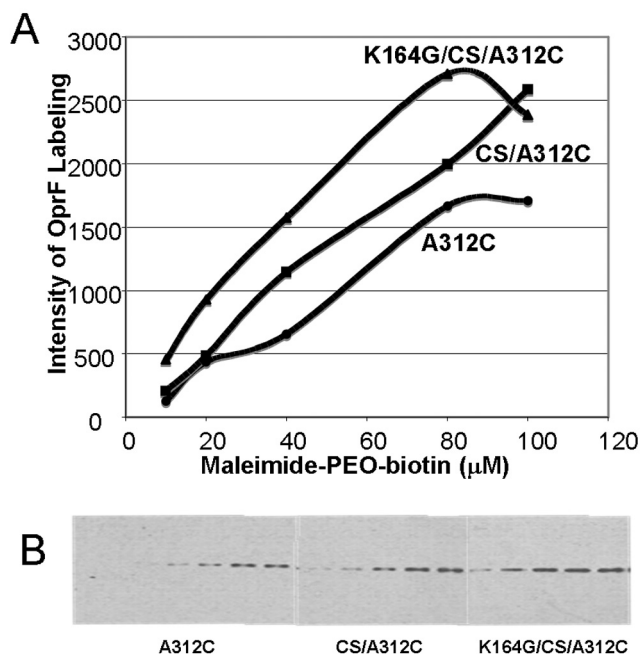 A
3000
2500
2000
1500
1000
500
0
Intensity of OprF Labeling
K164G/CS/A312C
CS/A312C
A312C
0 20 40 60 80 100 120
Maleimide-PEO-biotin (μM)
B
A312C CS/A312C K164G/CS/A312C